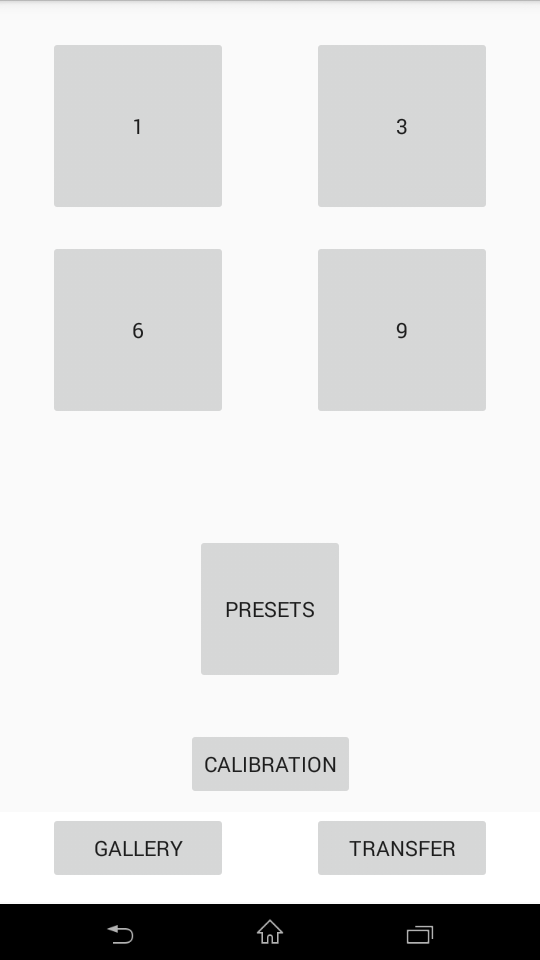 1
3
6
9
PRESETS
CALIBRATION
GALLERY
TRANSFER